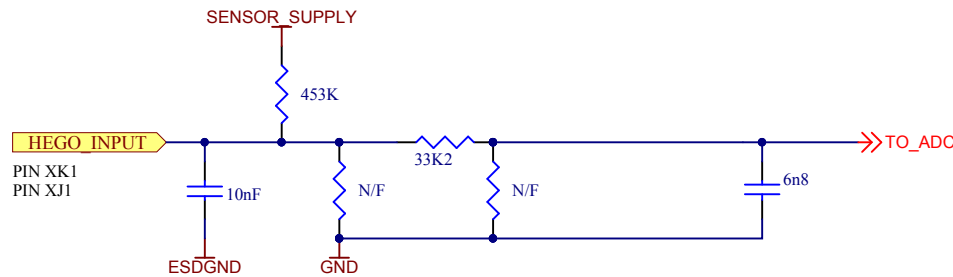 SENSOR_SUPPLY
453K
HEGO_INPUT
TO_ADC
33K2
PIN XK1
PIN XJ1
10nF
N/F
N/F
6n8
ESDGND
GND